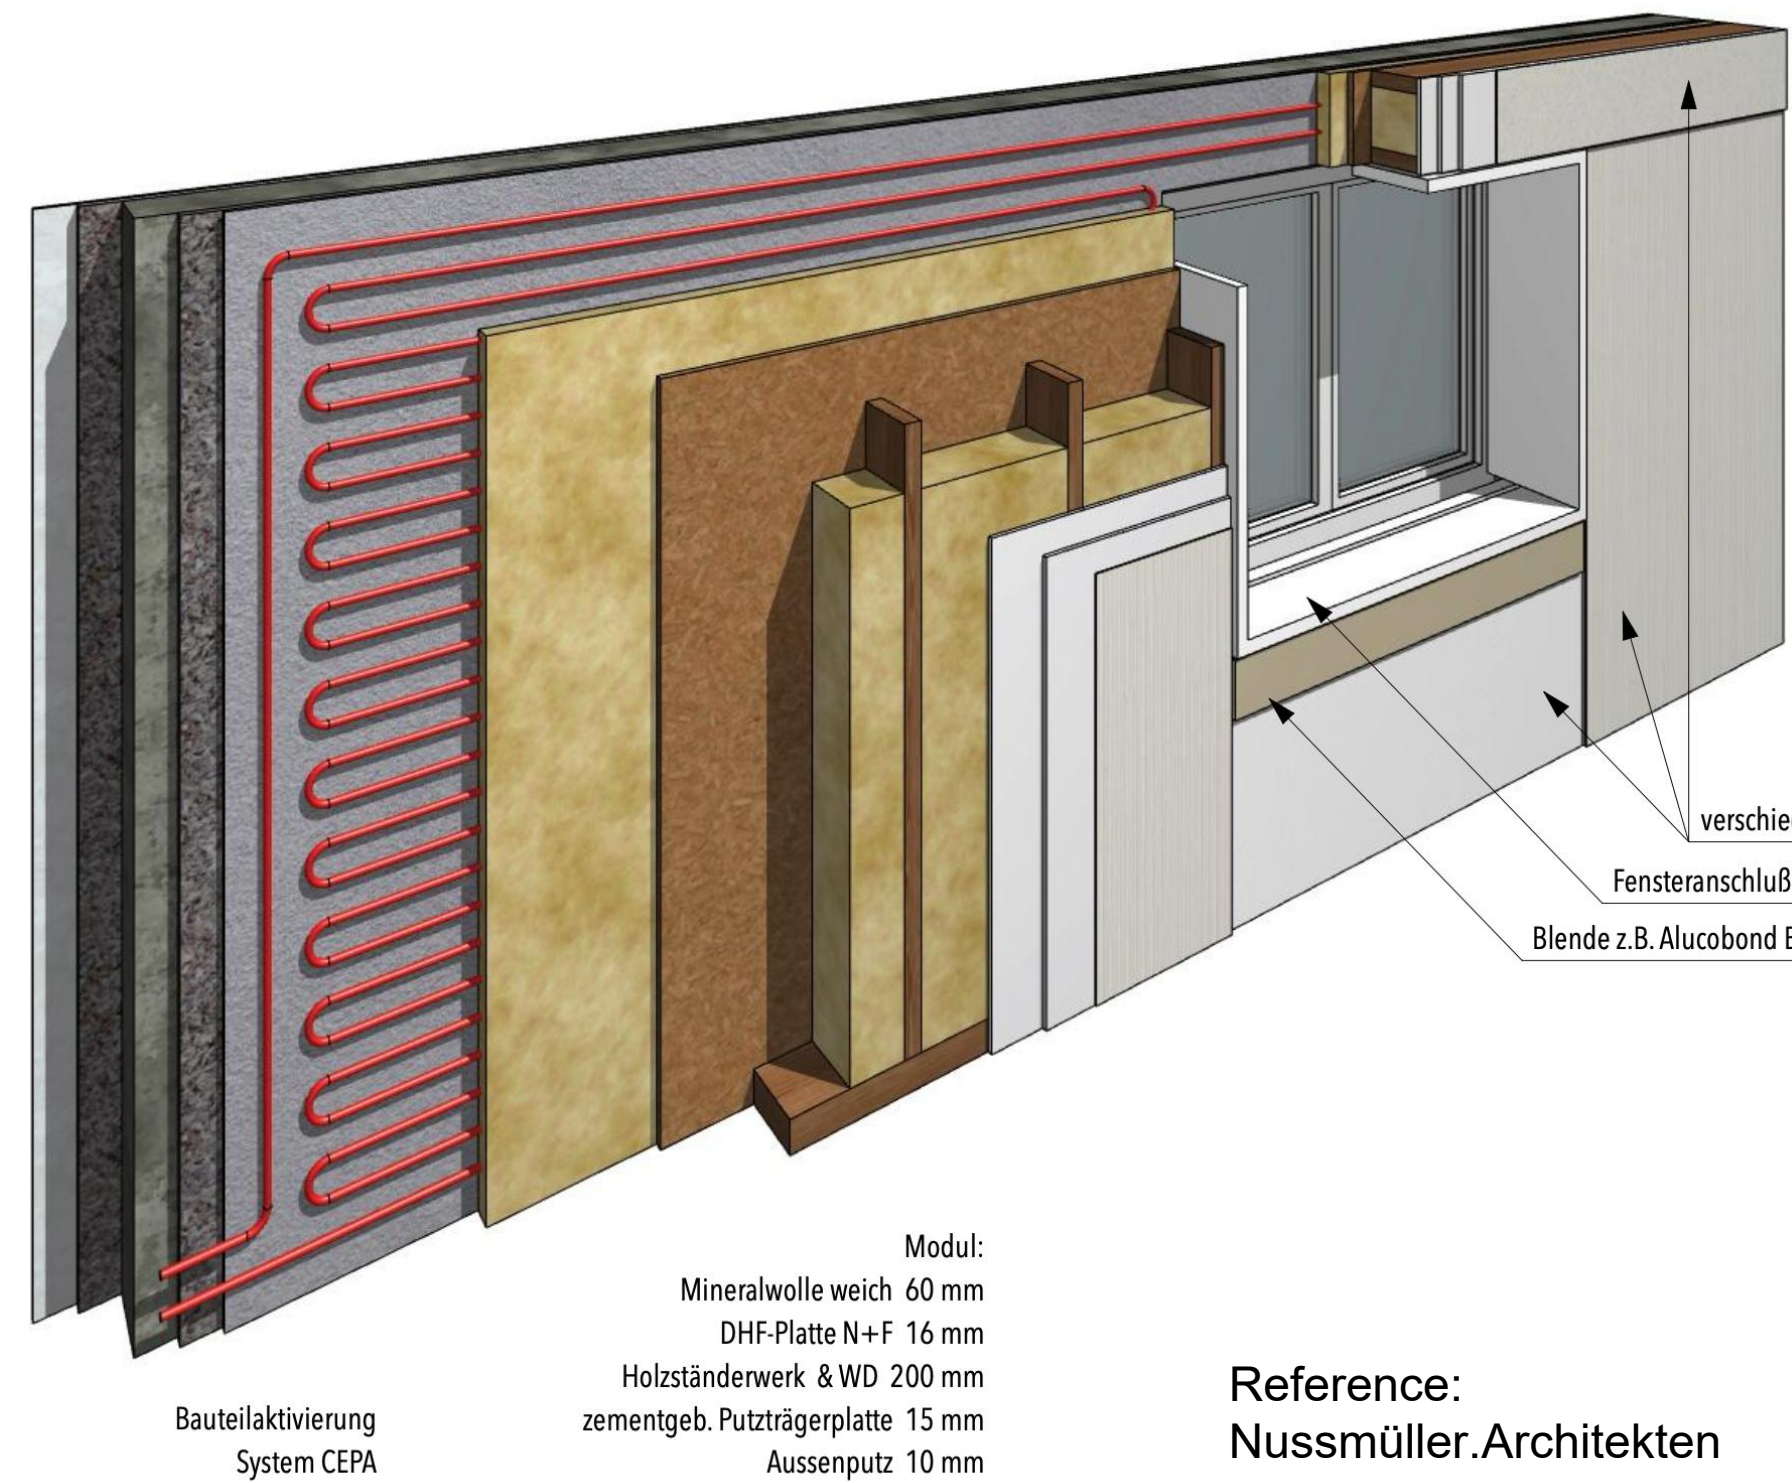 verschie
Fensteranschluß
Blende z.B. Alucobond E
Modul:
Mineralwolle weich 60 mm
DHF-Platte N+F 16 mm
Holzständerwerk & WD 200 mm
zementgeb. Putzträgerplatte 15 mm
Aussenputz 10 mm
Bauteilaktivierung
System CEPA
Reference:
Nussmüller.Architekten